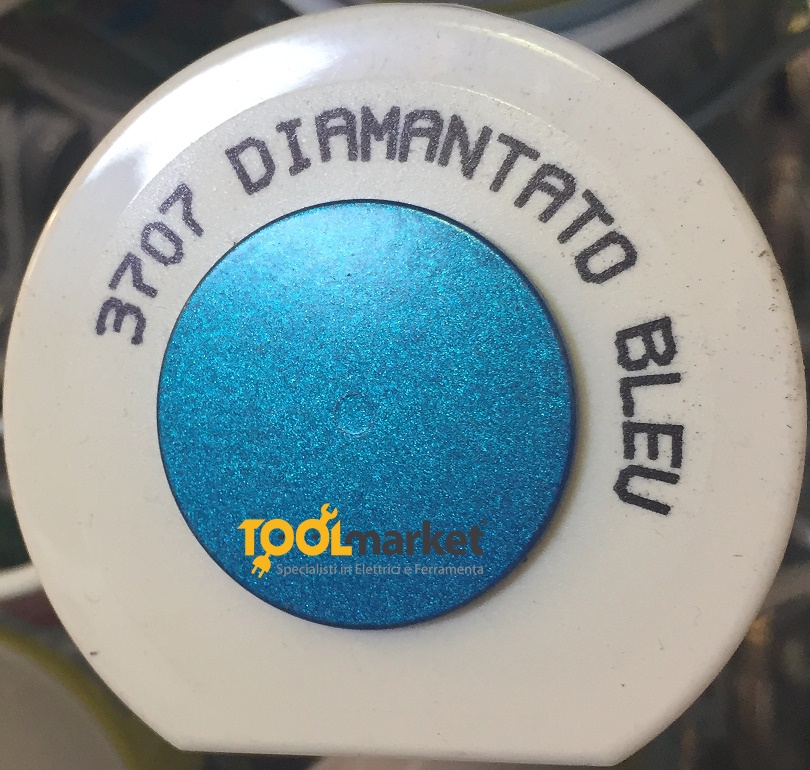 3707 DIAMANTATO BLEU
TOOLmarket
Specialisti in Elettrici e Ferramenta